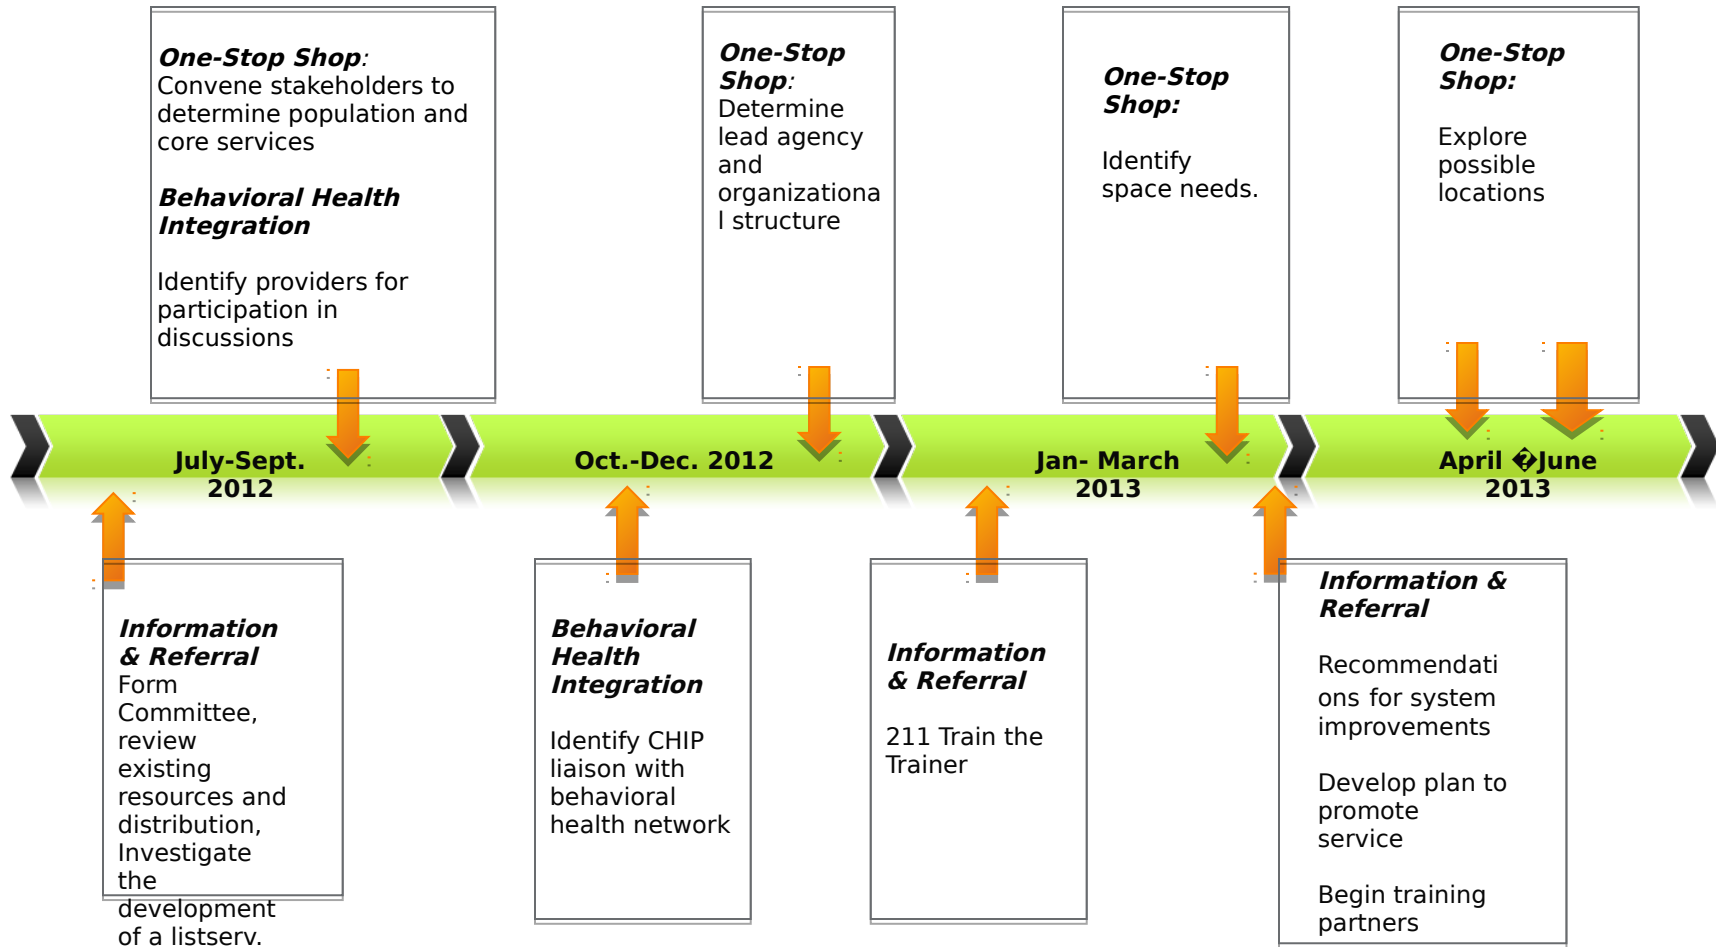 One-Stop Shop:
Convene stakeholders to
determine population and
core services
Behavioral Health
Integration
Identify providers for
participation in
discussions
One-Stop
Shop:
Determine
lead agency
and
organizationa
l structure
One-Stop
Shop:
Identify
space needs.
One-Stop
Shop:
Explore
possible
locations
July-Sept.
2012
Oct.-Dec. 2012
Jan- March
2013
April �June
2013
Information
& Referral
Form
Committee,
review
existing
resources and
distribution,
Investigate
the
development
of a listserv.
Behavioral
Health
Integration
Identify CHIP
liaison with
behavioral
health network
Information
& Referral
211 Train the
Trainer
Information &
Referral
Recommendati
ons for system
improvements
Develop plan to
promote
service
Begin training
partners